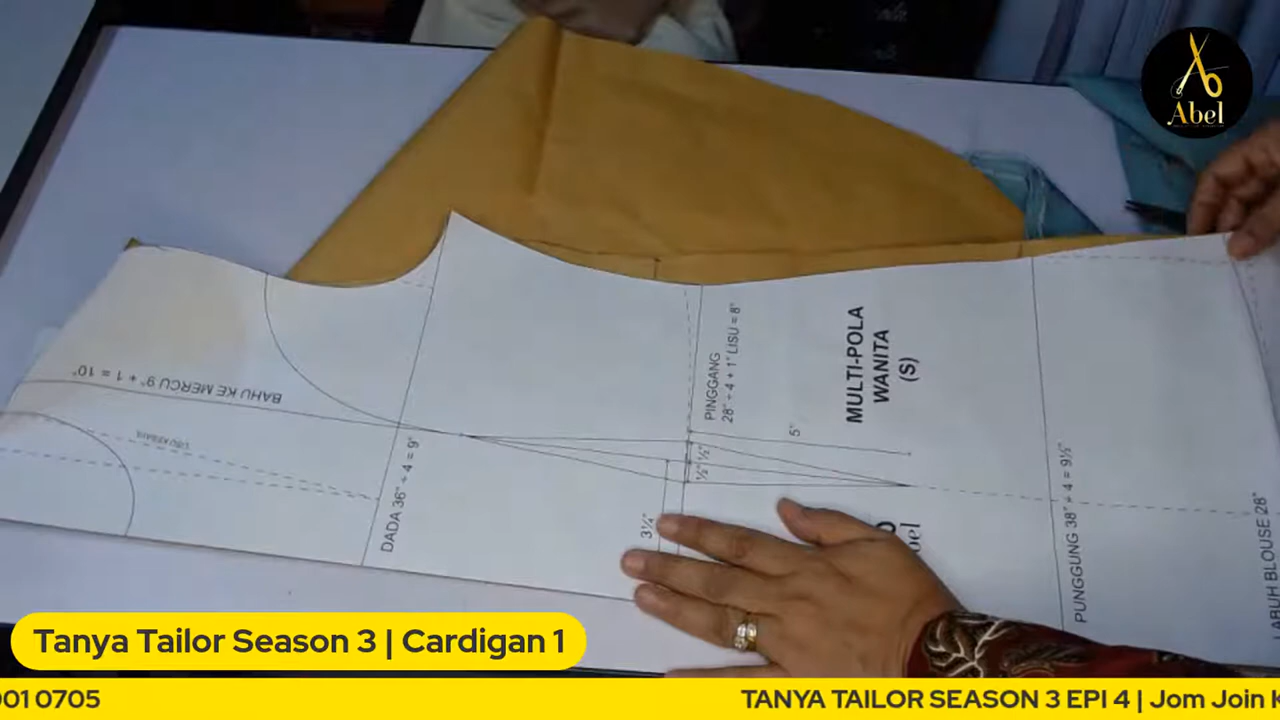 Abel
BAHU KE MERCU 9" + 1 = 10"
DADA 36" ÷ 4 = 9"
PINGGANG
28" ÷ 4 + 1" LISU = 8"
½" ½"
3¼"
5"
MULTI-POLA
WANITA
(S)
abel
PUNGGUNG 38" ÷ 4 = 9½"
LABUH BLOUSE 28"
Tanya Tailor Season 3 | Cardigan 1
001 0705
TANYA TAILOR SEASON 3 EPI 4 | Jom Join K